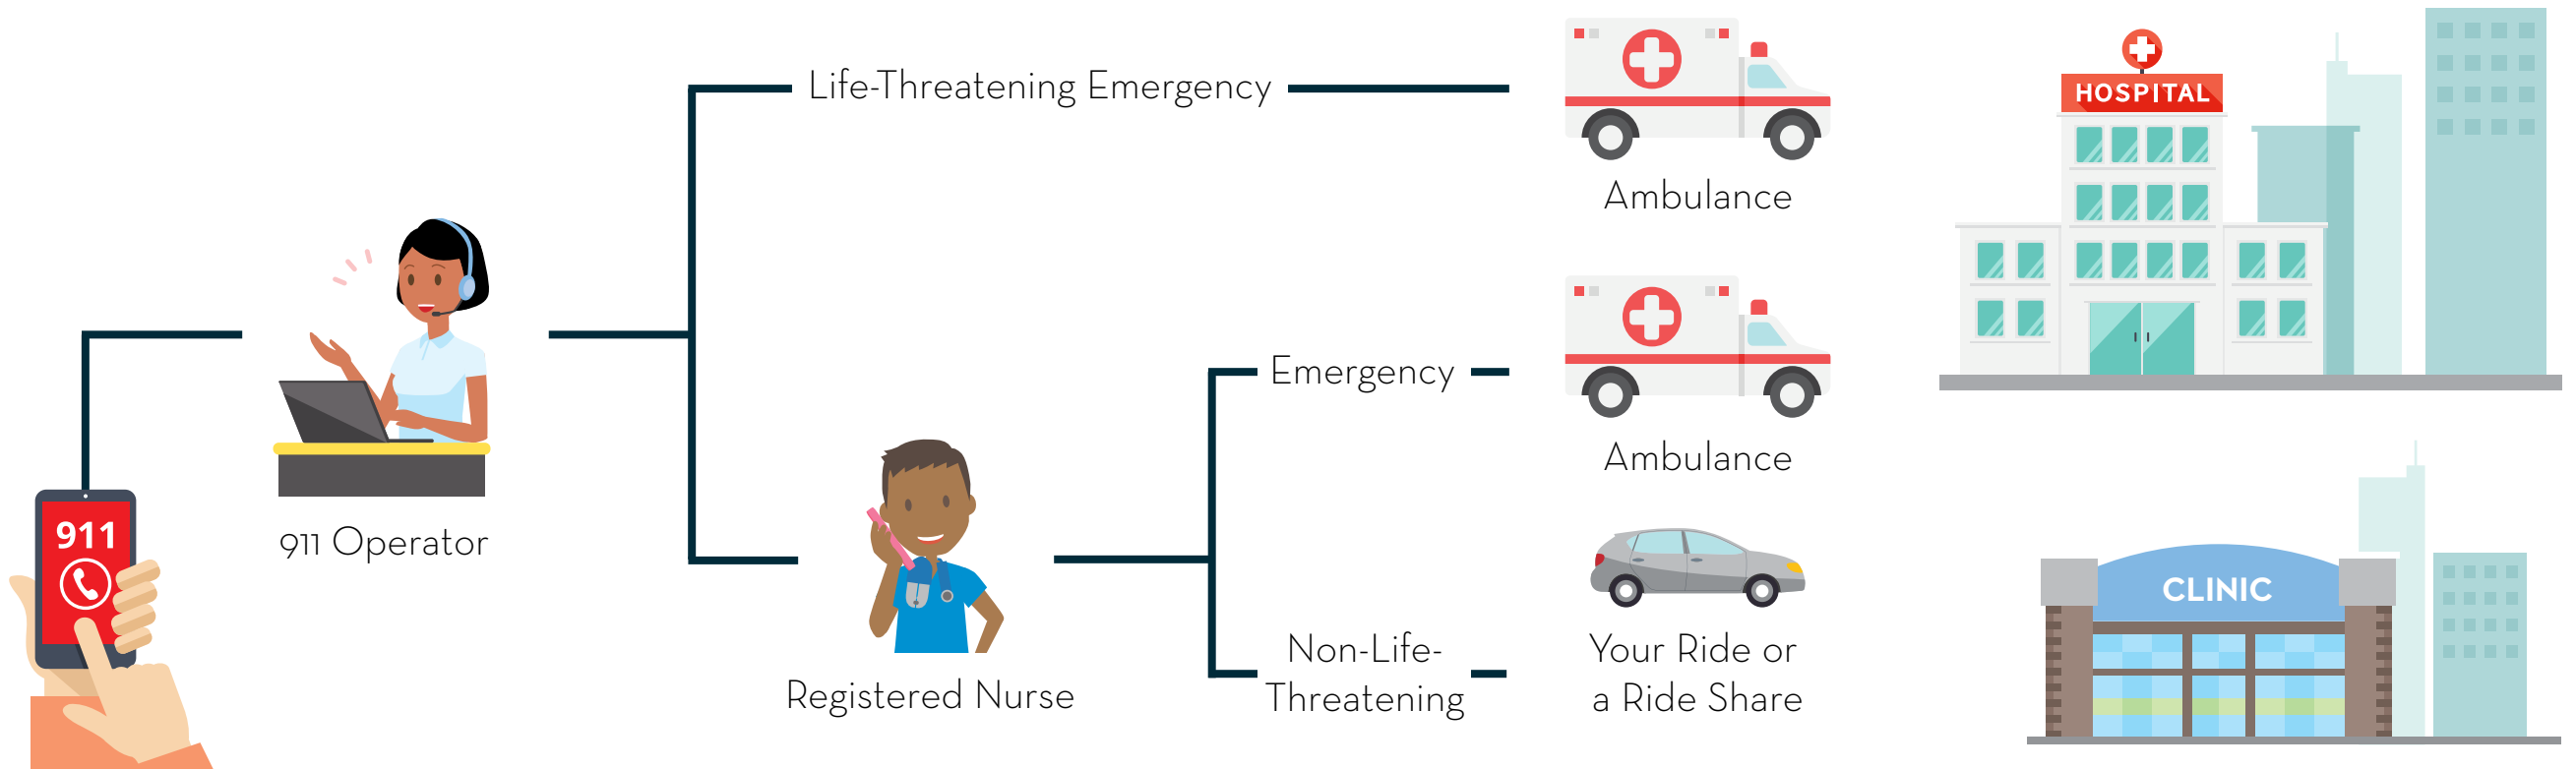 911
911 Operator
Life-Threatening Emergency
Ambulance
HOSPITAL
Registered Nurse
Emergency
Ambulance
Non-Life-
Threatening
Your Ride or
a Ride Share
CLINIC